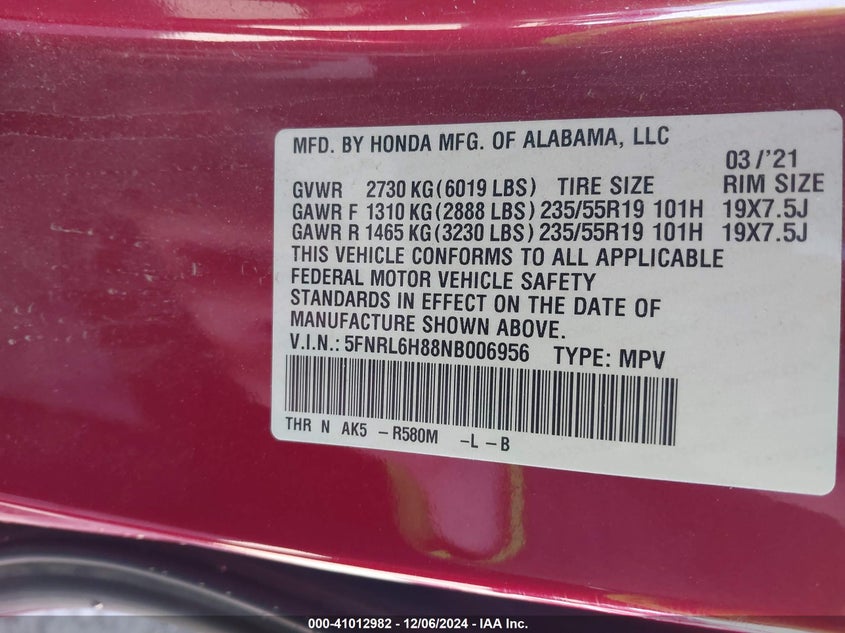 MFD. BY HONDA MFG. OF ALABAMA, LLC
03/'21
GVWR 2730 KG(6019 LBS) TIRE SIZE RIM SIZE
GAWR F 1310 KG(2888 LBS) 235/55R19 101H 19X7.5J
GAWR R 1465 KG(3230 LBS) 235/55R19 101H 19X7.5J
THIS VEHICLE CONFORMS TO ALL APPLICABLE
FEDERAL MOTOR VEHICLE SAFETY
STANDARDS IN EFFECT ON THE DATE OF
MANUFACTURE SHOWN ABOVE.
V.I.N.: 5FNRL6H88NB006956 TYPE: MPV
THR N AK5 -R580M -L-B
000-41012982 - 12/06/2024 - IAA Inc.